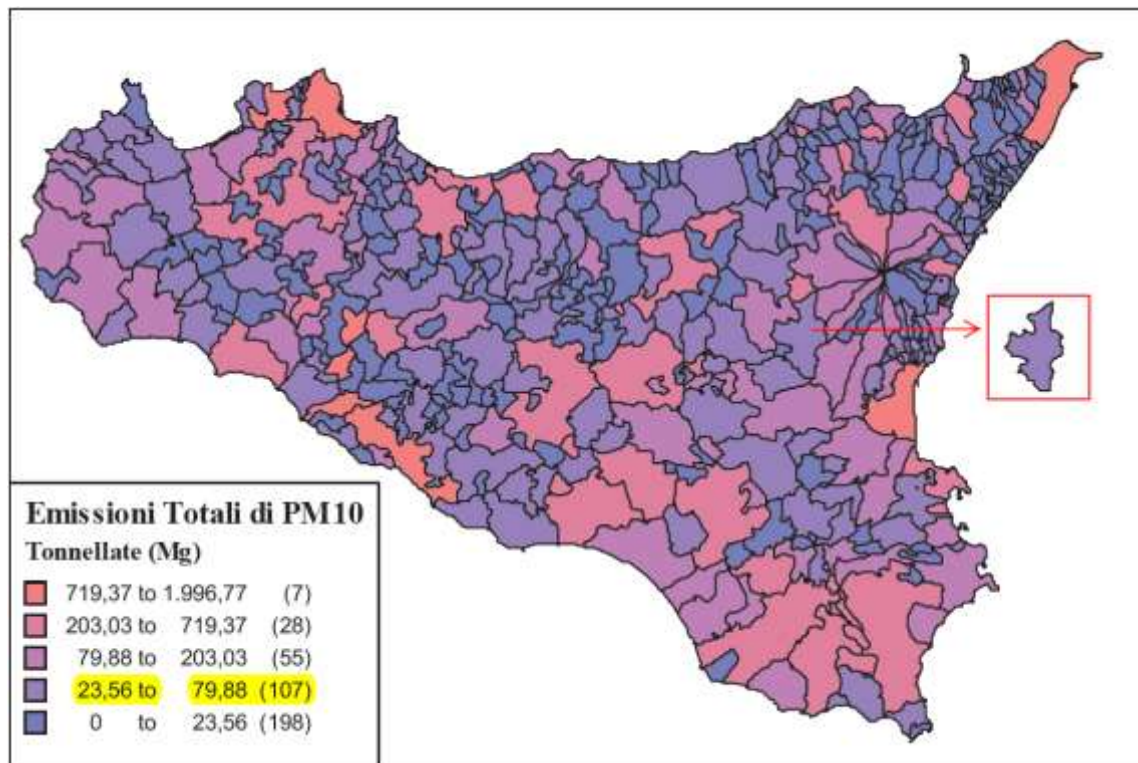 Emissioni Totali di PM10
Tonnellate (Mg)
719,37 to 1.996,77 (7)
203,03 to 719,37 (28)
79,88 to 203,03 (55)
23,56 to 79,88 (107)
0 to 23,56 (198)